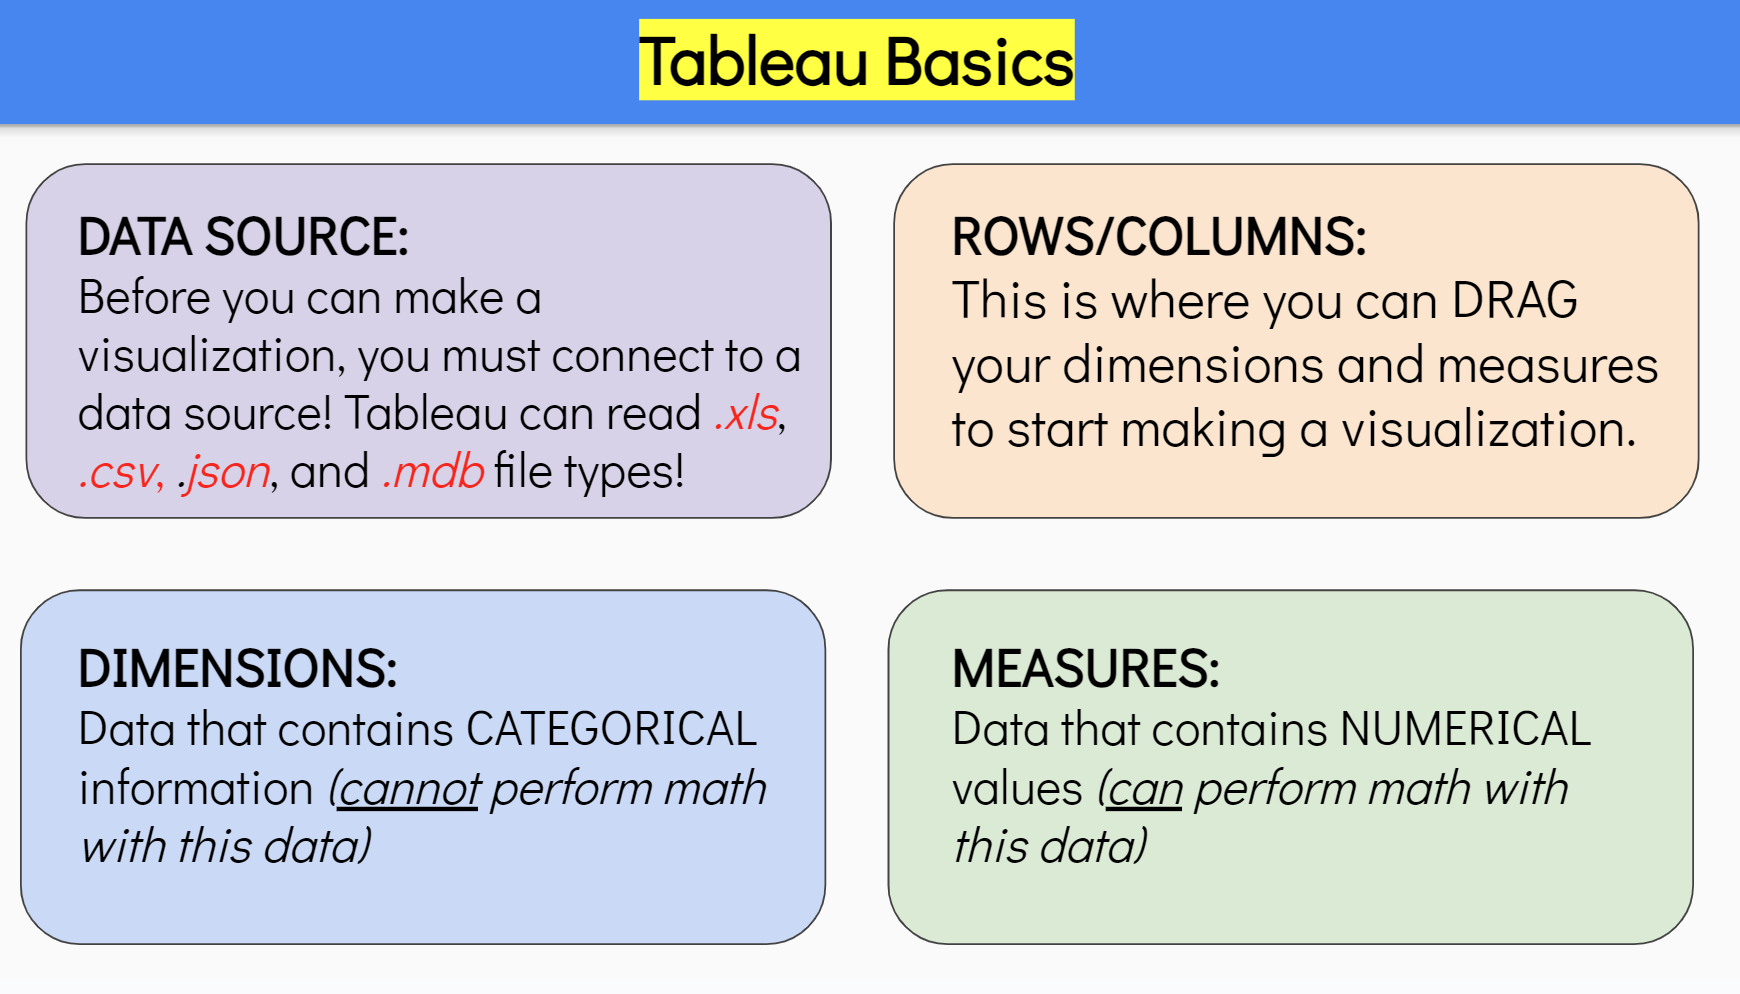 Tableau Basics
DATA SOURCE:
Before you can make a
visualization, you must connect to a
data source! Tableau can read .xls,
.csv, .json, and .mdb file types!
ROWS/COLUMNS:
This is where you can DRAG
your dimensions and measures
to start making a visualization.
DIMENSIONS:
Data that contains CATEGORICAL
information (cannot perform math
with this data)
MEASURES:
Data that contains NUMERICAL
values (can perform math with
this data)